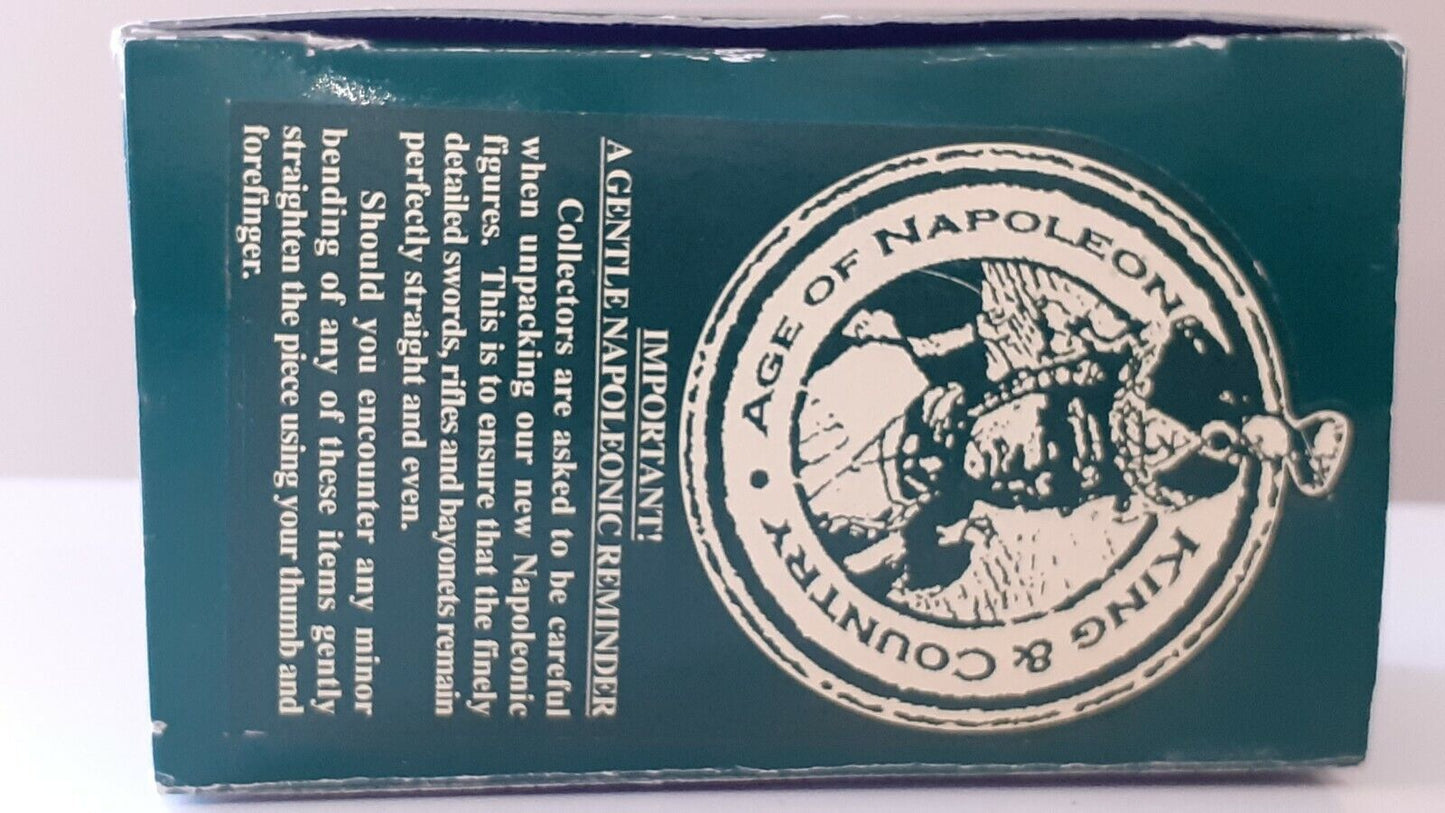 AGE OF NAPOLEON
KING & COUNTRY
IMPORTANT!
A GENTLE NAPOLEONIC REMINDER
Collectors are asked to be careful
when unpacking our new Napoleonic
figures. This is to ensure that the finely
detailed swords, rifles and bayonets remain
perfectly straight and even.
Should you encounter any minor
bending of any of these items gently
straighten the piece using your thumb and
forefinger.